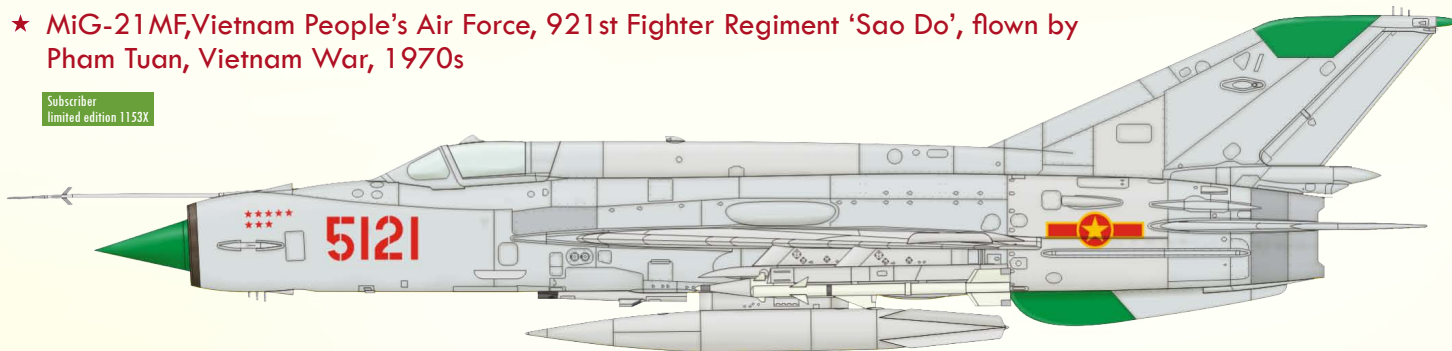 ★ MiG-21MF,Vietnam People's Air Force, 921st Fighter Regiment ‘Sao Do’, flown by
Pham Tuan, Vietnam War, 1970s
Subscriber
limited edition 1153X
5121